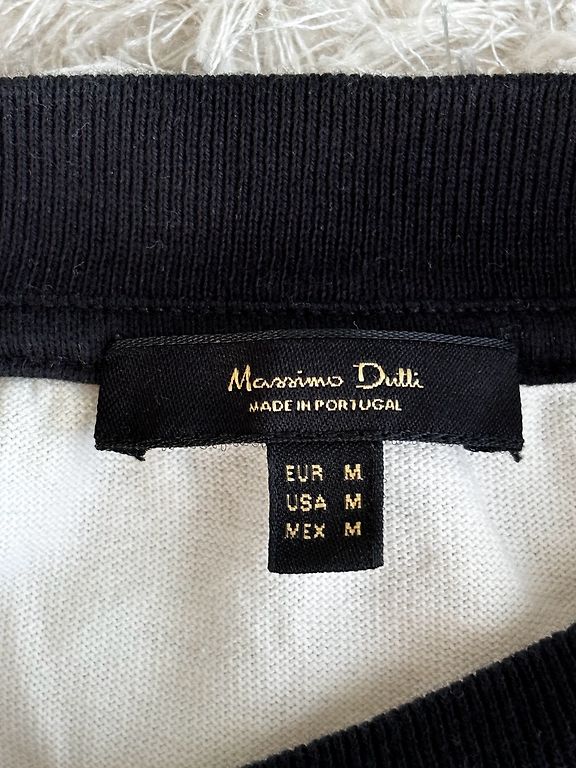 Massimo Dutti
MADE IN PORTUGAL
EUR M
USA M
MEX M